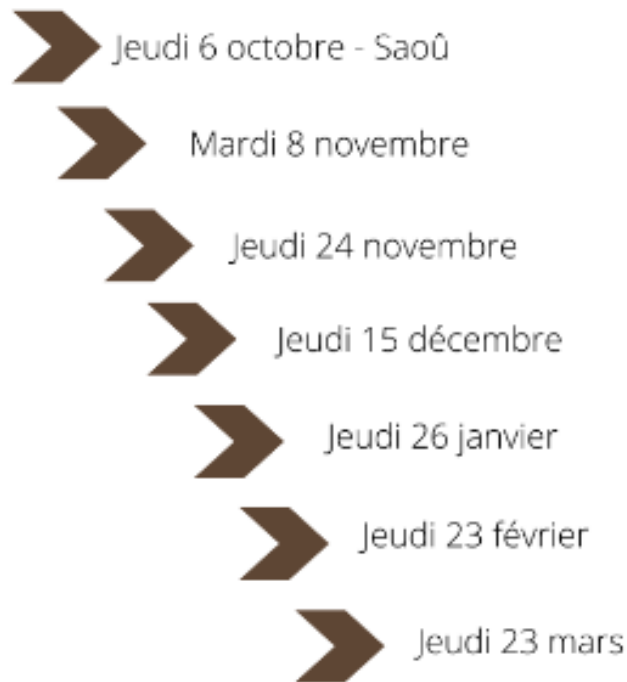 Jeudi 6 octobre - Saoû
Mardi 8 novembre
Jeudi 24 novembre
Jeudi 15 décembre
Jeudi 26 janvier
Jeudi 23 février
Jeudi 23 mars